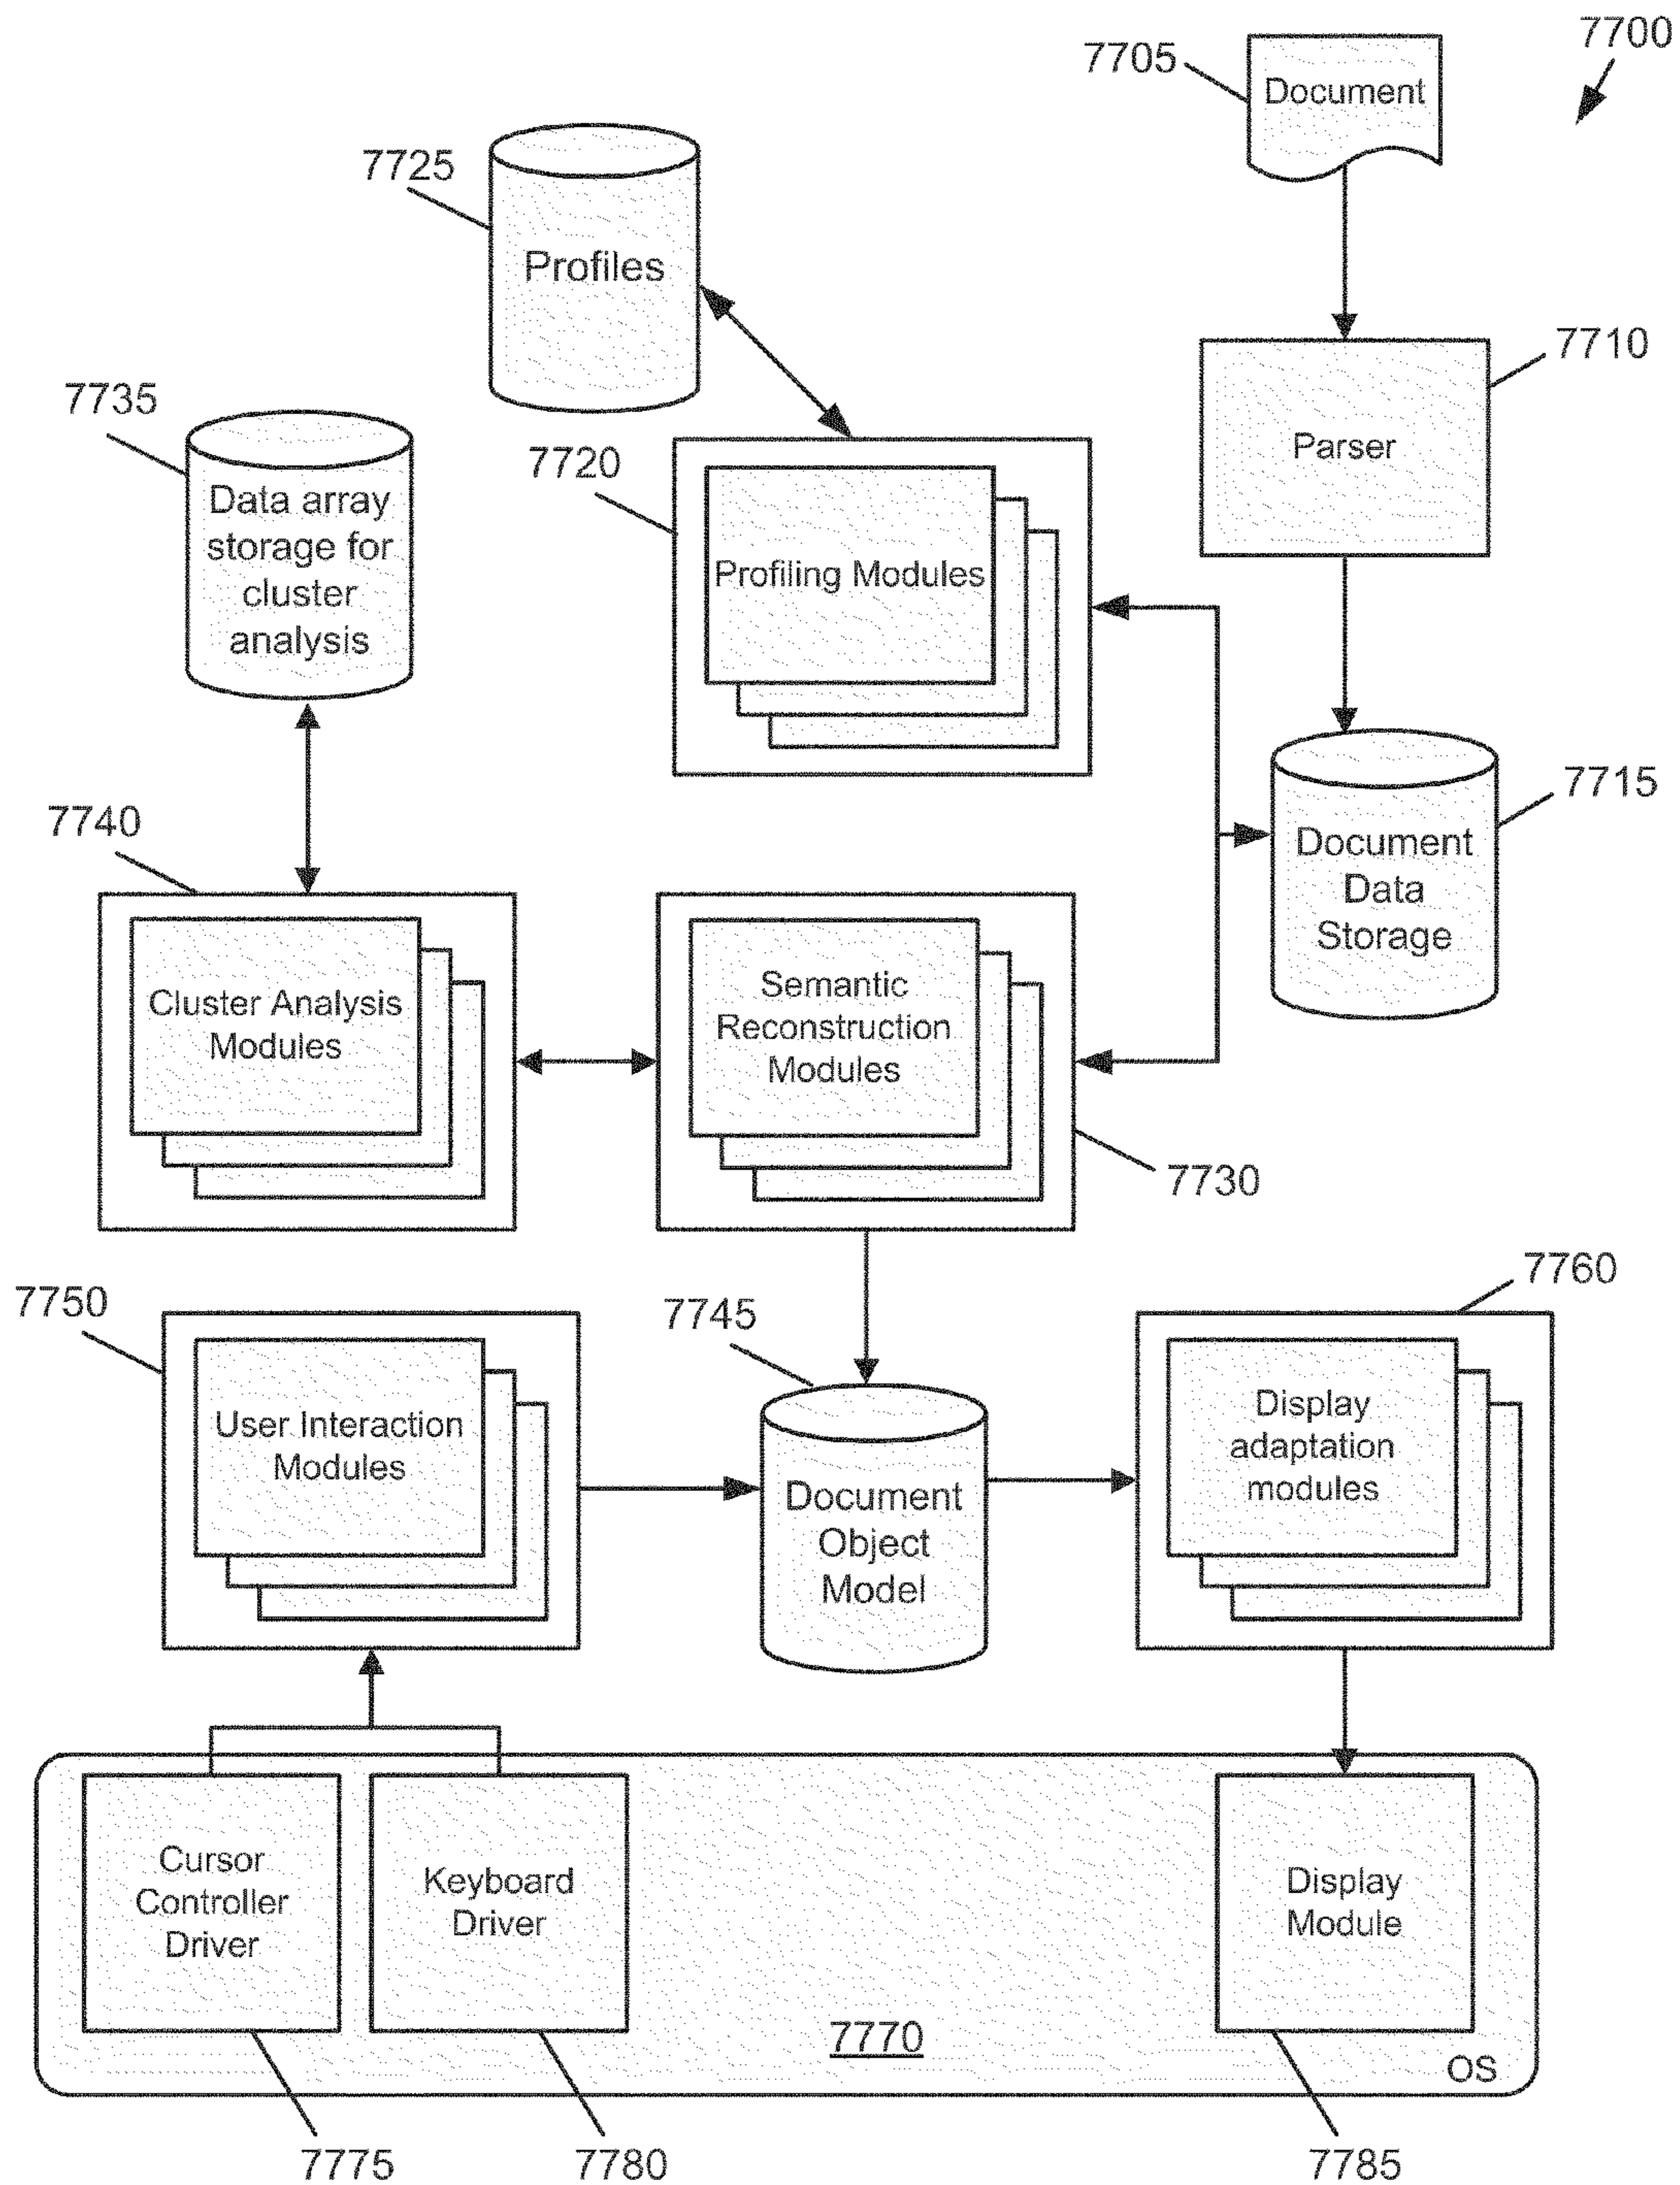 7700
7705
Document
7725
Profiles
7710
Parser
7735
Data array
storage for
cluster
analysis
7720
Profiling Modules
7715
Document
Data
Storage
7740
Cluster Analysis
Modules
Semantic
Reconstruction
Modules
7730
7750
User Interaction
Modules
7745
Document
Object
Model
7760
Display
adaptation
modules
Cursor
Controller
Driver
Keyboard
Driver
Display
Module
7770
OS
7775
7780
7785